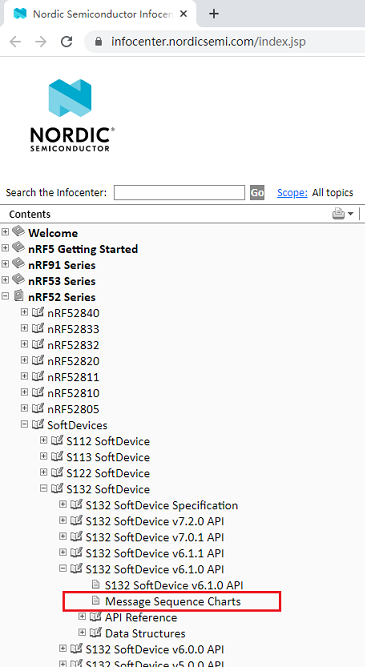 Nordic Semiconductor Infocen
infocenter.nordicsemi.com/index.jsp
NORDIC®
SEMICONDUCTOR
Search the Infocenter: Go Scope: All topics
Contents
Welcome
nRF5 Getting Started
nRF91 Series
nRF53 Series
nRF52 Series
nRF52840
nRF52833
nRF52832
nRF52820
nRF52811
nRF52810
nRF52805
SoftDevices
S112 SoftDevice
S113 SoftDevice
S122 SoftDevice
S132 SoftDevice
S132 SoftDevice Specification
S132 SoftDevice v7.2.0 API
S132 SoftDevice v7.0.1 API
S132 SoftDevice v6.1.1 API
S132 SoftDevice v6.1.0 API
S132 SoftDevice v6.1.0 API
Message Sequence Charts
API Reference
Data Structures
S132 SoftDevice v6.0.0 API
S132 SoftDevice v5.0.0 API